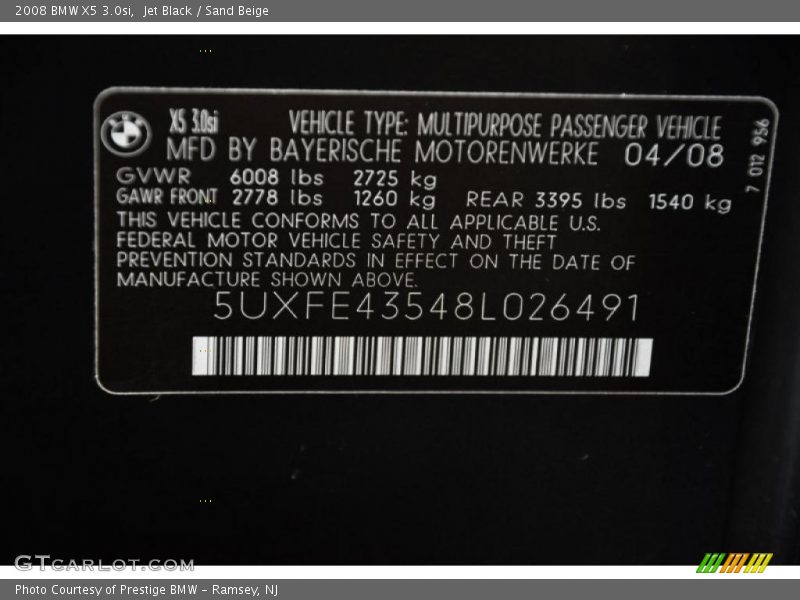 2008 BMW X5 3.0si, Jet Black / Sand Beige
X5 3.0si VEHICLE TYPE: MULTIPURPOSE PASSENGER VEHICLE
MFD BY BAYERISCHE MOTORENWERKE 04/08
GVWR 6008 lbs 2725 kg
GAWR FRONT 2778 lbs 1260 kg REAR 3395 lbs 1540 kg
THIS VEHICLE CONFORMS TO ALL APPLICABLE U.S.
FEDERAL MOTOR VEHICLE SAFETY AND THEFT
PREVENTION STANDARDS IN EFFECT ON THE DATE OF
MANUFACTURE SHOWN ABOVE.
5UXFE43548L026491
7 012 956
GTCARLOT.COM
Photo Courtesy of Prestige BMW - Ramsey, NJ